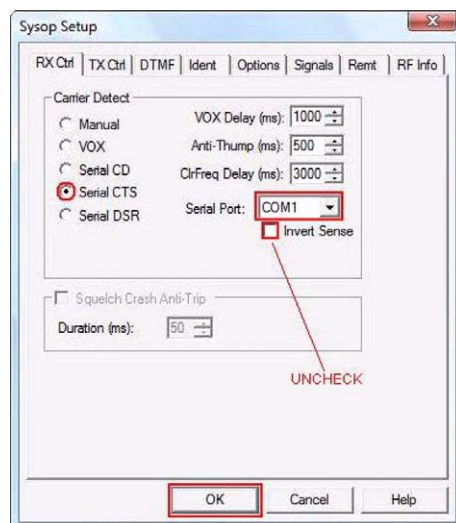 Sysop Setup
RX Ctrl TX Ctrl DTMF Ident Options Signals Remt RF Info
Carrier Detect
Manual
VOX
Serial CD
Serial CTS
Serial DSR
VOX Delay (ms): 1000
Anti-Thump (ms): 500
ClrFreq Delay (ms): 3000
Serial Port: COM1
Invert Sense
Squelch Crash Anti-Trip
Duration (ms): 50
UNCHECK
OK Cancel Help